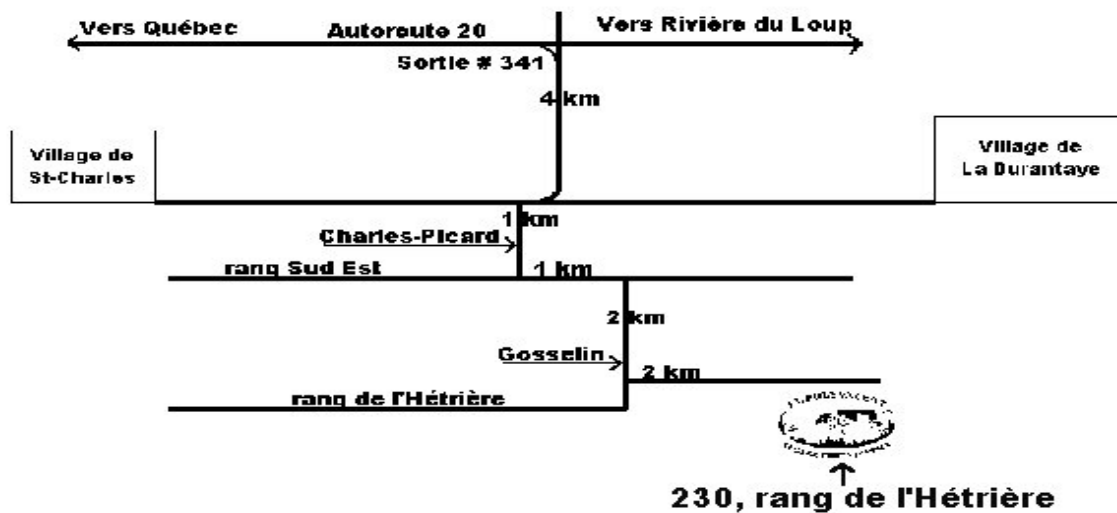 Vers Québec
Autoroute 20
Vers Rivière du Loup
Sortie # 341
4 km
Village de
St-Charles
Village de
La Durantaye
1 km
Charles-Picard
rang Sud Est
1 km
2 km
Gosselin
2 km
rang de l'Hétrière
230, rang de l'Hétrière